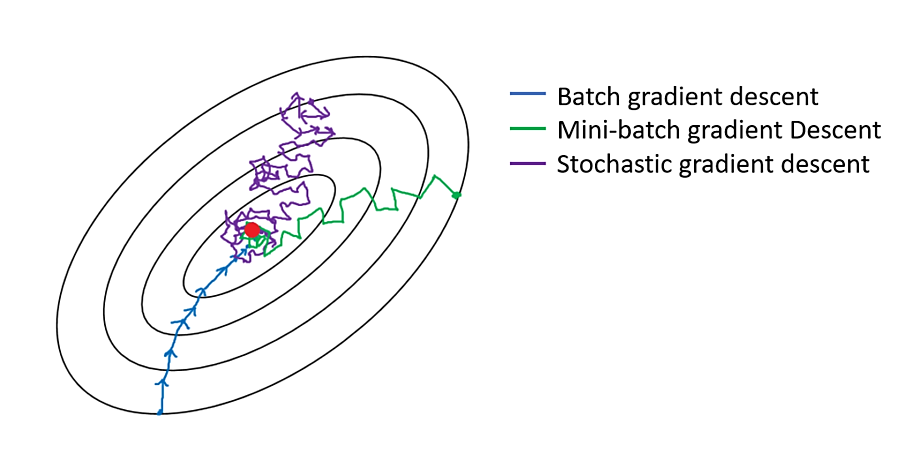 Batch gradient descent
Mini-batch gradient Descent
Stochastic gradient descent